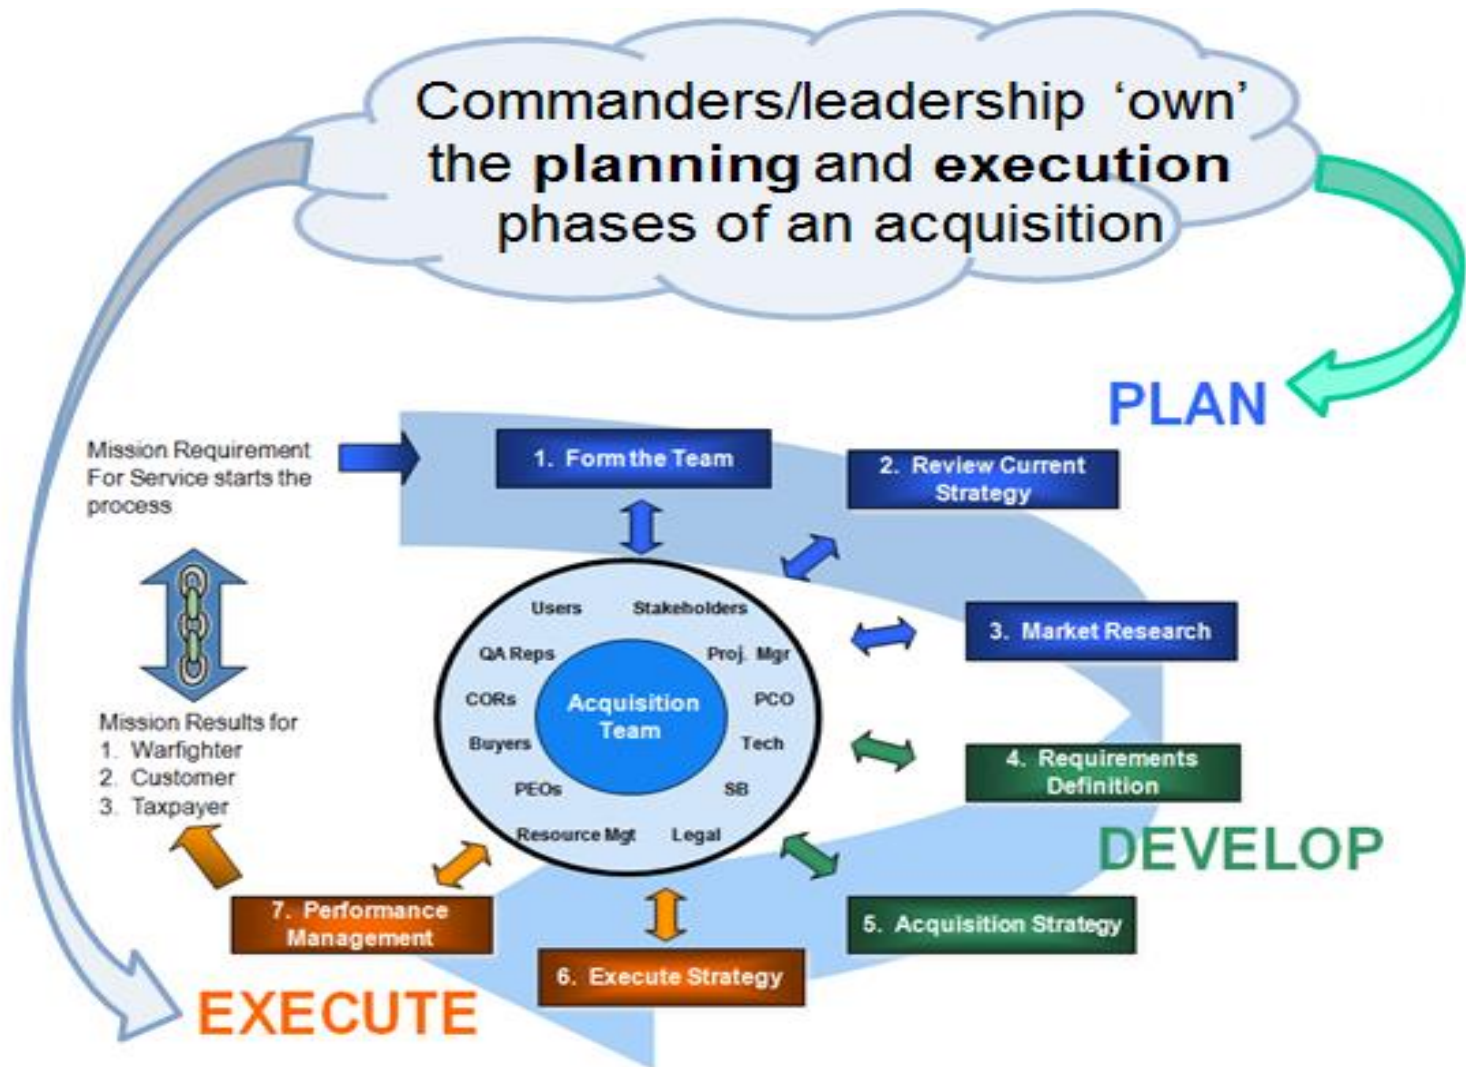 Commanders/leadership ‘own’
the planning and execution
phases of an acquisition
PLAN
Mission Requirement
For Service starts the
process
1. Form the Team
2. Review Current
Strategy
3. Market Research
4. Requirements
Definition
DEVELOP
5. Acquisition Strategy
6. Execute Strategy
7. Performance
Management
EXECUTE
Mission Results for
1. Warfighter
2. Customer
3. Taxpayer
Acquisition
Team
Users
Stakeholders
QA Reps
Proj. Mgr
CORs
PCO
Buyers
Tech
PEOs
SB
Resource Mgt
Legal